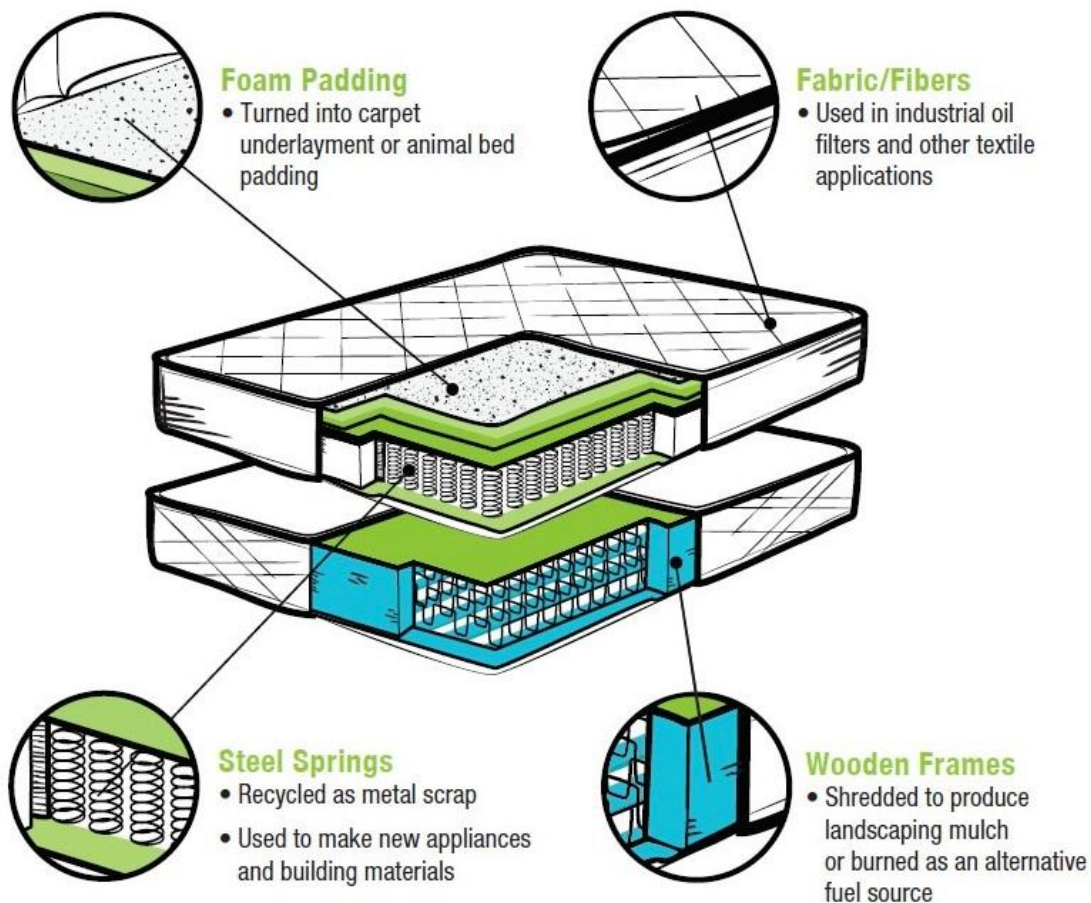 Foam Padding
• Turned into carpet
underlayment or animal bed
padding
Fabric/Fibers
• Used in industrial oil
filters and other textile
applications
Steel Springs
• Recycled as metal scrap
• Used to make new appliances
and building materials
Wooden Frames
• Shredded to produce
landscaping mulch
or burned as an alternative
fuel source